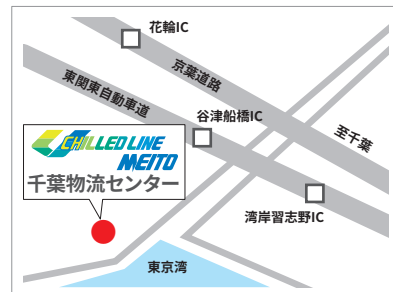 花輪IC
京葉道路
東関東自動車道
谷津船橋IC
至千葉
CHILLED LINE
MEITO
千葉物流センター
湾岸習志野IC
東京湾